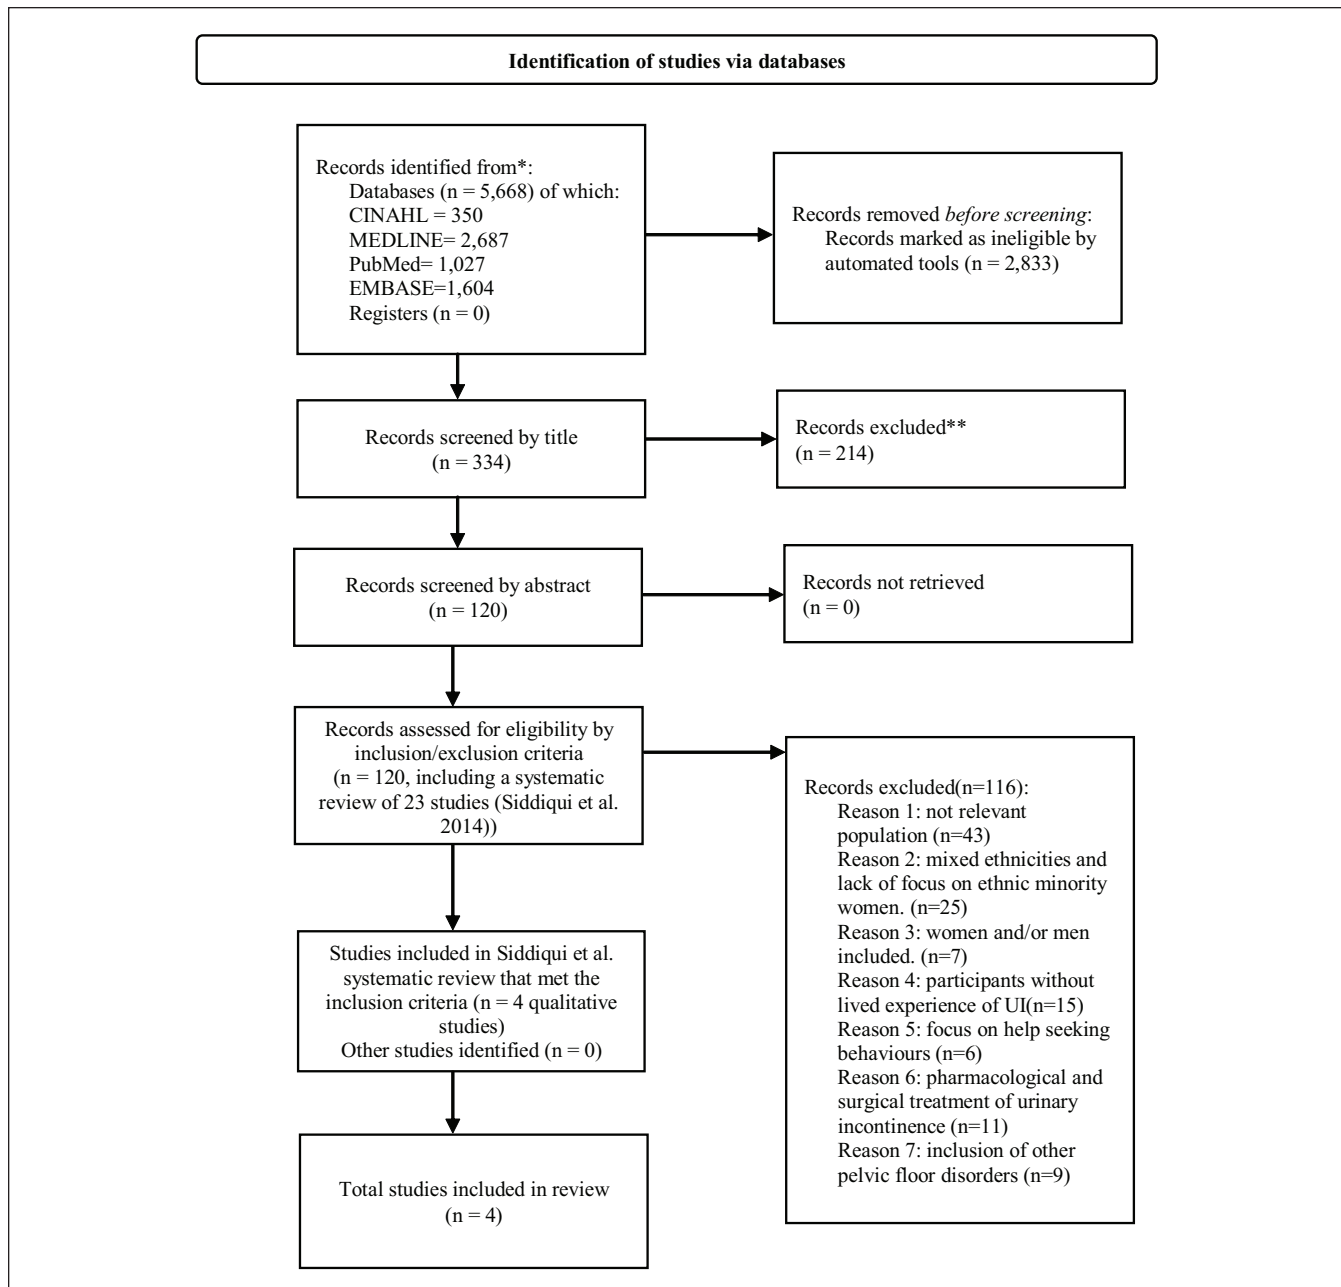 Identification of studies via databases
Records identified from*:
Databases (n = 5,668) of which:
CINAHL = 350
MEDLINE= 2,687
PubMed= 1,027
EMBASE=1,604
Registers (n = 0)
Records removed before screening:
Records marked as ineligible by
automated tools (n = 2,833)
Records screened by title
(n = 334)
Records excluded**
(n = 214)
Records screened by abstract
(n = 120)
Records not retrieved
(n = 0)
Records assessed for eligibility by
inclusion/exclusion criteria
(n = 120, including a systematic
review of 23 studies (Siddiqui et al.
2014))
Records excluded(n=116):
Reason 1: not relevant
population (n=43)
Reason 2: mixed ethnicities and
lack of focus on ethnic minority
women. (n=25)
Reason 3: women and/or men
included. (n=7)
Reason 4: participants without
lived experience of UI(n=15)
Reason 5: focus on help seeking
behaviours (n=6)
Reason 6: pharmacological and
surgical treatment of urinary
incontinence (n=11)
Reason 7: inclusion of other
pelvic floor disorders (n=9)
Studies included in Siddiqui et al.
systematic review that met the
inclusion criteria (n = 4 qualitative
studies)
Other studies identified (n = 0)
Total studies included in review
(n = 4)